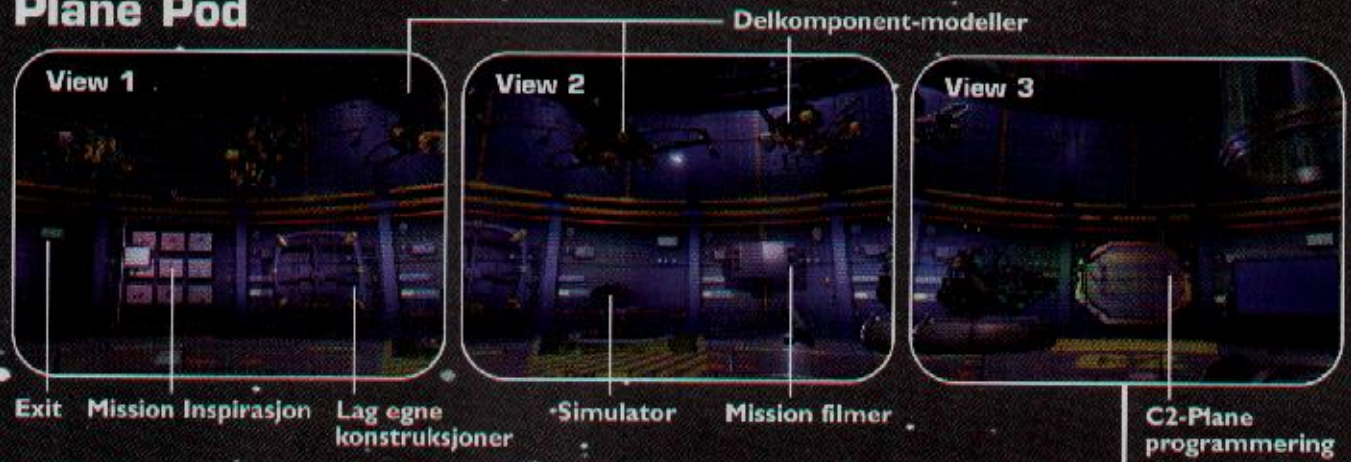 Plane Pod
Delkomponent-modeller
View 1
View 2
View 3
Exit
Mission Inspirasjon
Lag egne
konstruksjoner
Simulator
Mission filmer
C2-Plane
programmering